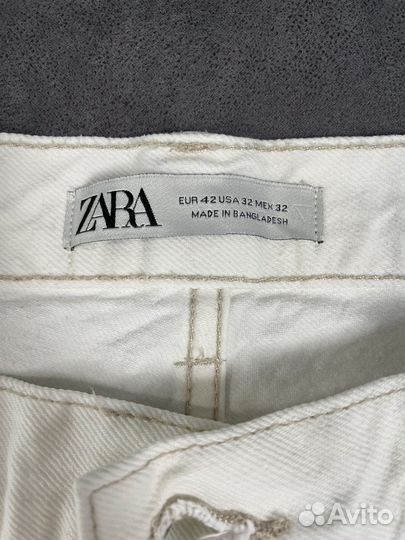 ZARA
EUR 42 USA 32 MEX 32
MADE IN BANGLADESH
Avito